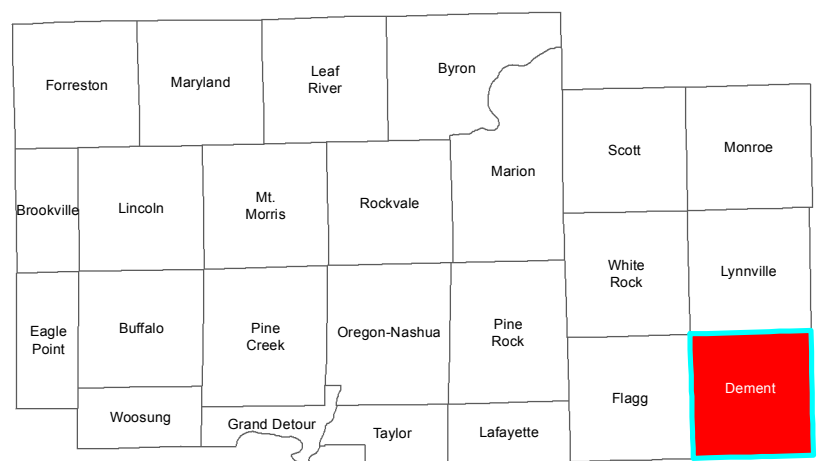 Forreston
Maryland
Leaf
River
Byron
Scott
Monroe
Brookville
Lincoln
Mt.
Morris
Rockvale
Marion
White
Rock
Lynnville
Eagle
Point
Buffalo
Pine
Creek
Oregon-Nashua
Pine
Rock
Flagg
Dement
Woosung
Grand Detour
Taylor
Lafayette